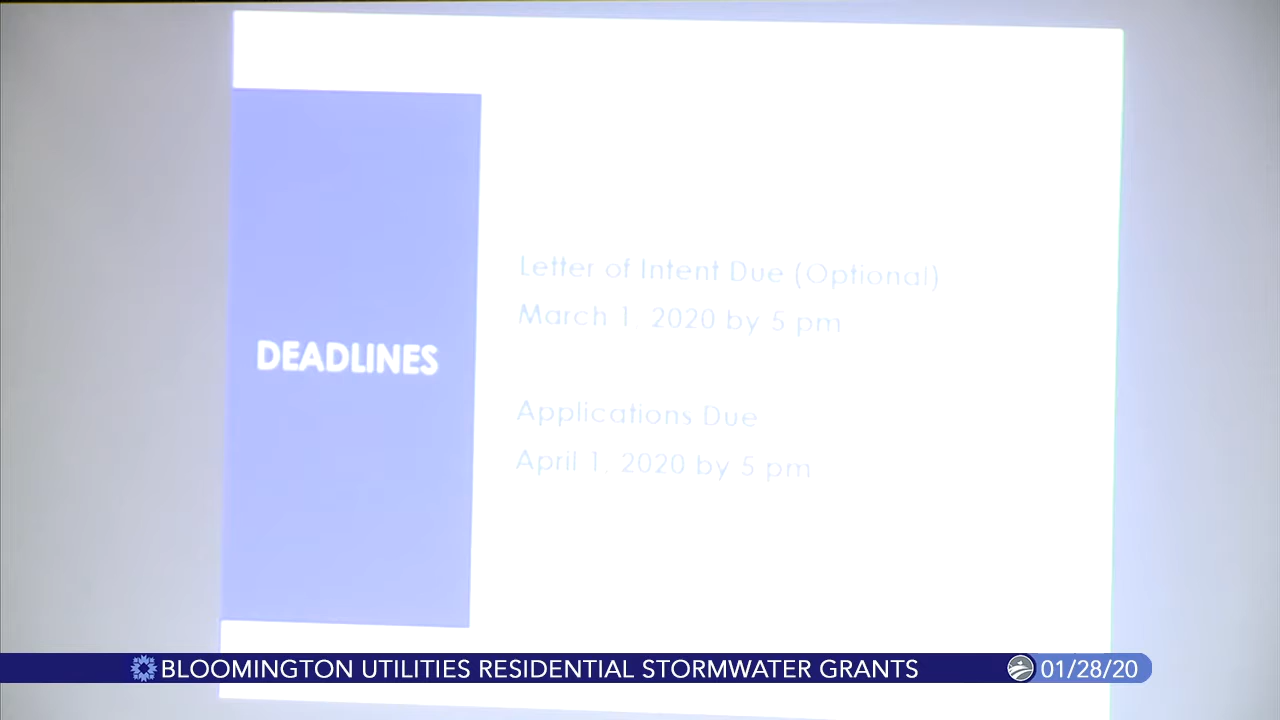 DEADLINES
Letter of Intent Due (Optional)
March 1 2020 by 5 pm
Applications Due
April 1, 2020 by 5 pm
BLOOMINGTON UTILITIES RESIDENTIAL STORMWATER GRANTS
01/28/20